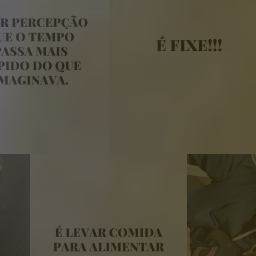 R PERCEPÇÃO
UE O TEMPO
PASSA MAIS
PIDO DO QUE
MAGINAVA.
É FIXE!!!
É LEVAR COMIDA
PARA ALIMENTAR